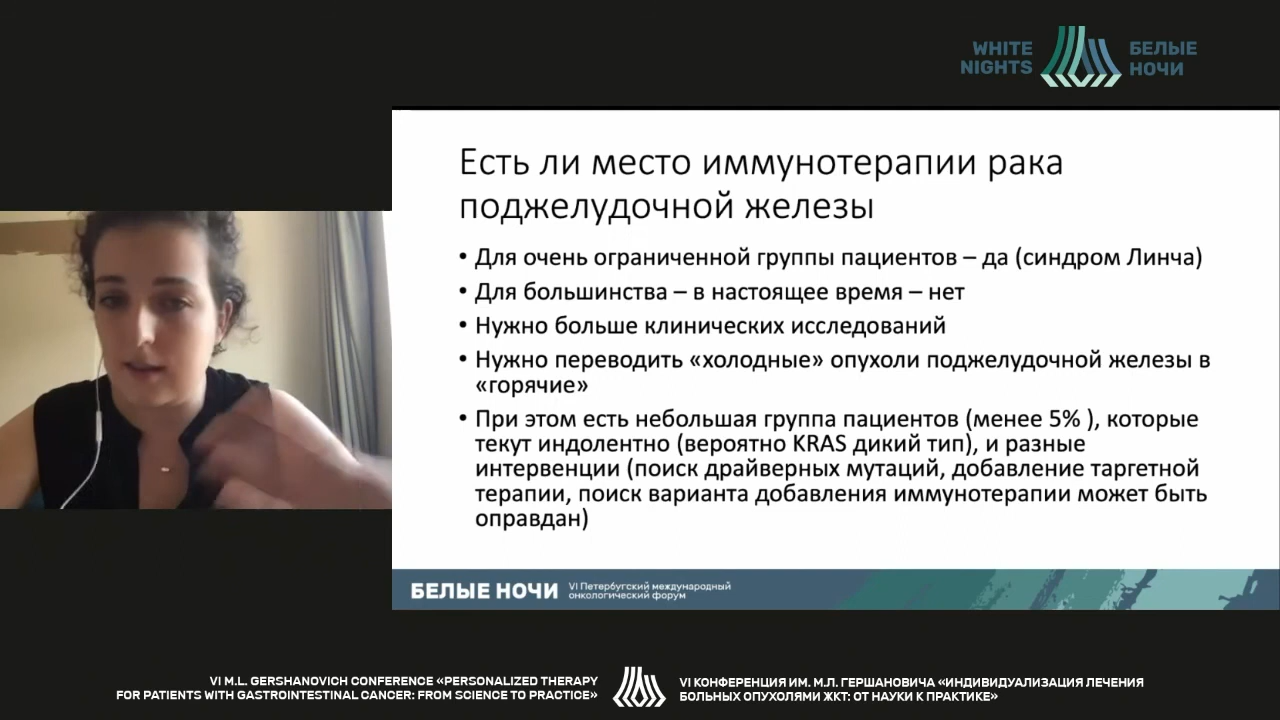 WHITE
NIGHTS
БЕЛЫЕ
НОЧИ
Есть ли место иммунотерапии рака
поджелудочной железы
• Для очень ограниченной группы пациентов – да (синдром Линча)
• Для большинства – в настоящее время – нет
• Нужно больше клинических исследований
• Нужно переводить «холодные» опухоли поджелудочной железы в
«горячие»
• При этом есть небольшая группа пациентов (менее 5% ), которые
текут индолентно (вероятно KRAS дикий тип), и разные
интервенции (поиск драйверных мутаций, добавление таргетной
терапии, поиск варианта добавления иммунотерапии может быть
оправдан)
БЕЛЫЕ НОЧИ
VI Петербугский международный
онкологический форум
VI M.L. GERSHANOVICH CONFERENCE «PERSONALIZED THERAPY
FOR PATIENTS WITH GASTROINTESTINAL CANCER: FROM SCIENCE TO PRACTICE»
VI КОНФЕРЕНЦИЯ ИМ. М.Л. ГЕРШАНОВИЧА «ИНДИВИДУАЛИЗАЦИЯ ЛЕЧЕНИЯ
БОЛЬНЫХ ОПУХОЛЯМИ ЖКТ: ОТ НАУКИ К ПРАКТИКЕ»